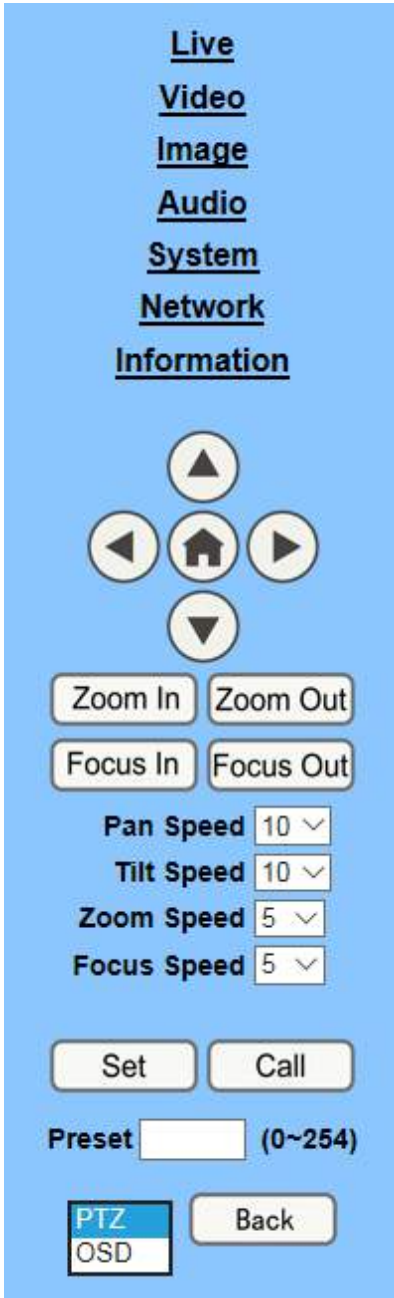 Live
Video
Image
Audio
System
Network
Information
Zoom In Zoom Out
Focus In Focus Out
Pan Speed 10
Tilt Speed 10
Zoom Speed 5
Focus Speed 5
Set Call
Preset (0~254)
PTZ Back
OSD